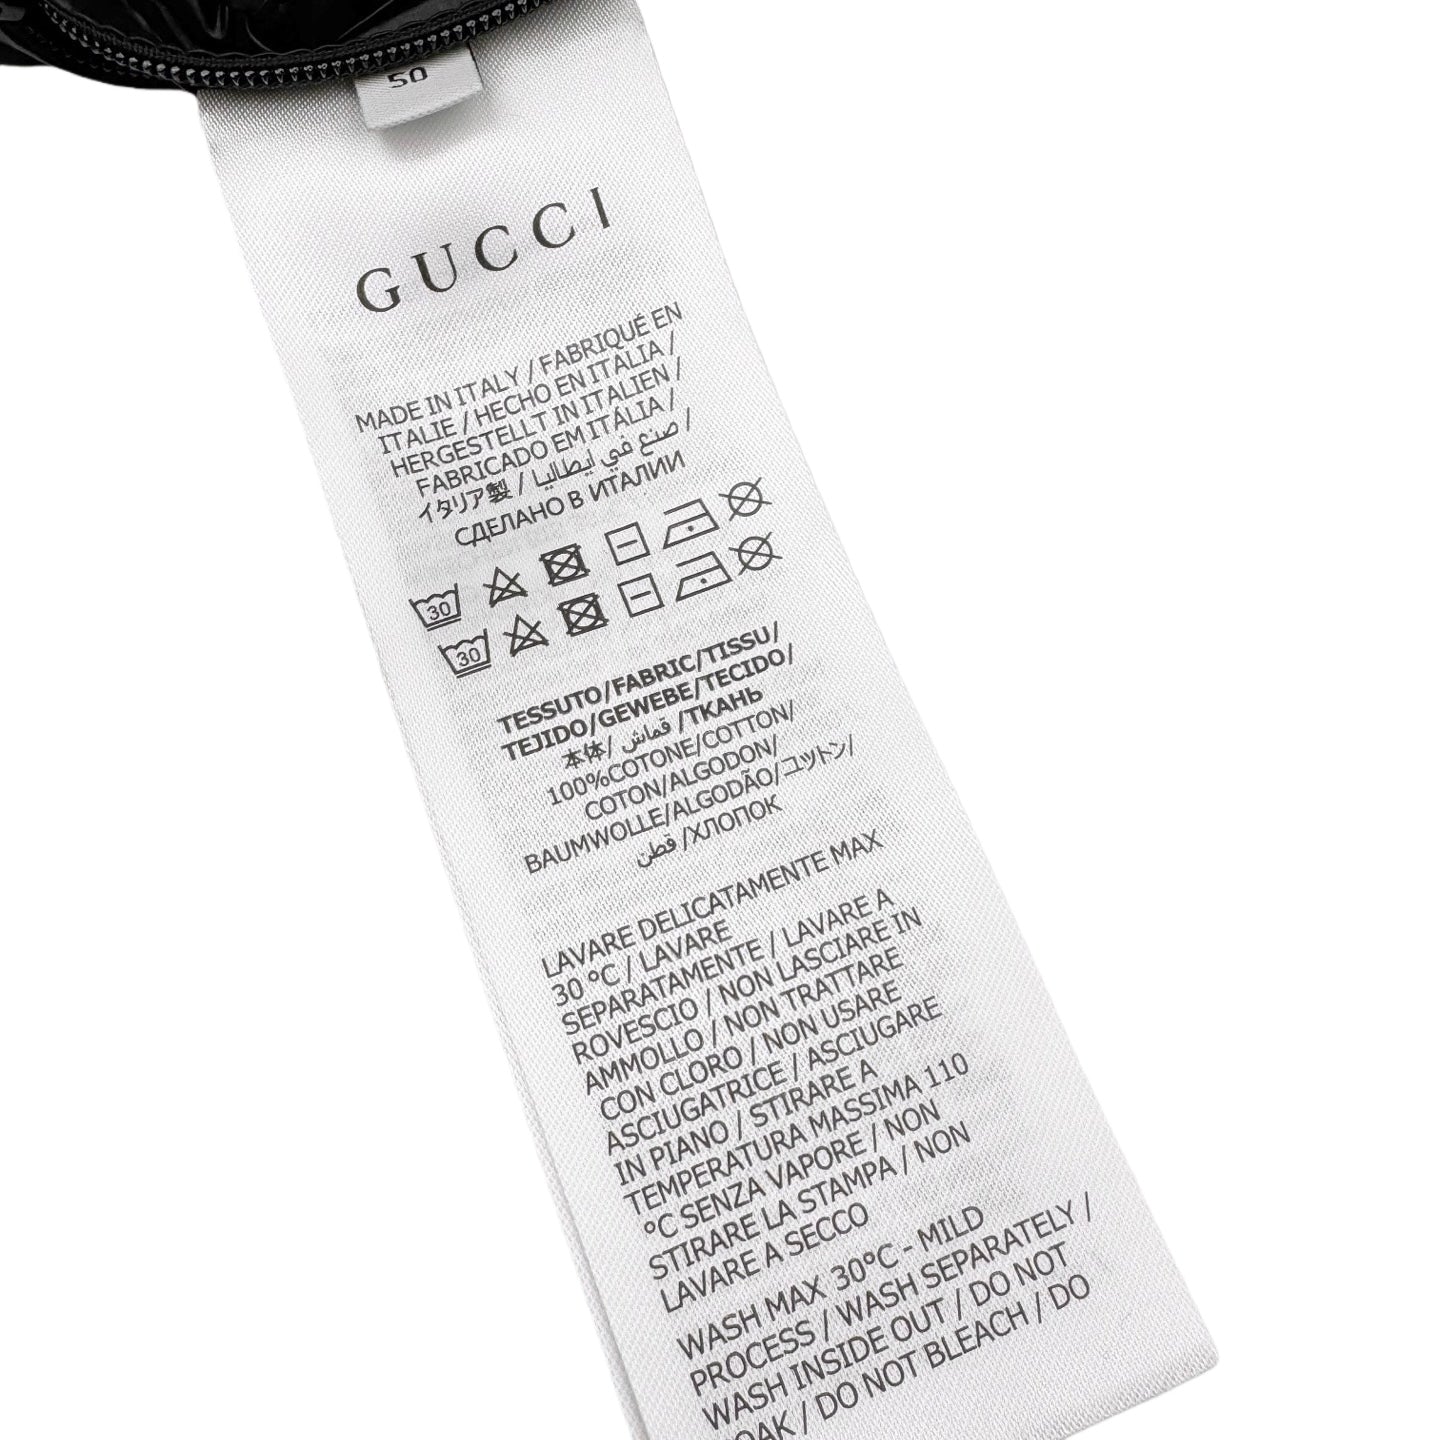 50
GUCCI
MADE IN ITALY / FABRIQUÉ EN
ITALIE / HECHO EN ITALIA /
HERGESTELLT IN ITALIEN /
FABRICADO EM ITÁLIA /
イタリア製 / صنع في ايطاليا /
СДЕЛАНО В ИТАЛИИ
30
30
TESSUTO/FABRIC/TISSU/
TEJIDO/GEWEBE/TECIDO/
本体/ قماش /ТКАНЬ
100%COTONE/COTTON/
COTON/ALGODON/
BAUMWOLLE/ALGODÃO/コットン/
قطن /ХЛОПОК
LAVARE DELICATAMENTE MAX
30 °C / LAVARE
SEPARATAMENTE / LAVARE A
ROVESCIO / NON LASCIARE IN
AMMOLLO / NON TRATTARE
CON CLORO / NON USARE
ASCIUGATRICE / ASCIUGARE
IN PIANO / STIRARE A
TEMPERATURA MASSIMA 110
°C SENZA VAPORE / NON
STIRARE LA STAMPA / NON
LAVARE A SECCO
WASH MAX 30°C - MILD
PROCESS / WASH SEPARATELY /
WASH INSIDE OUT / DO NOT
OAK / DO NOT BLEACH / DO